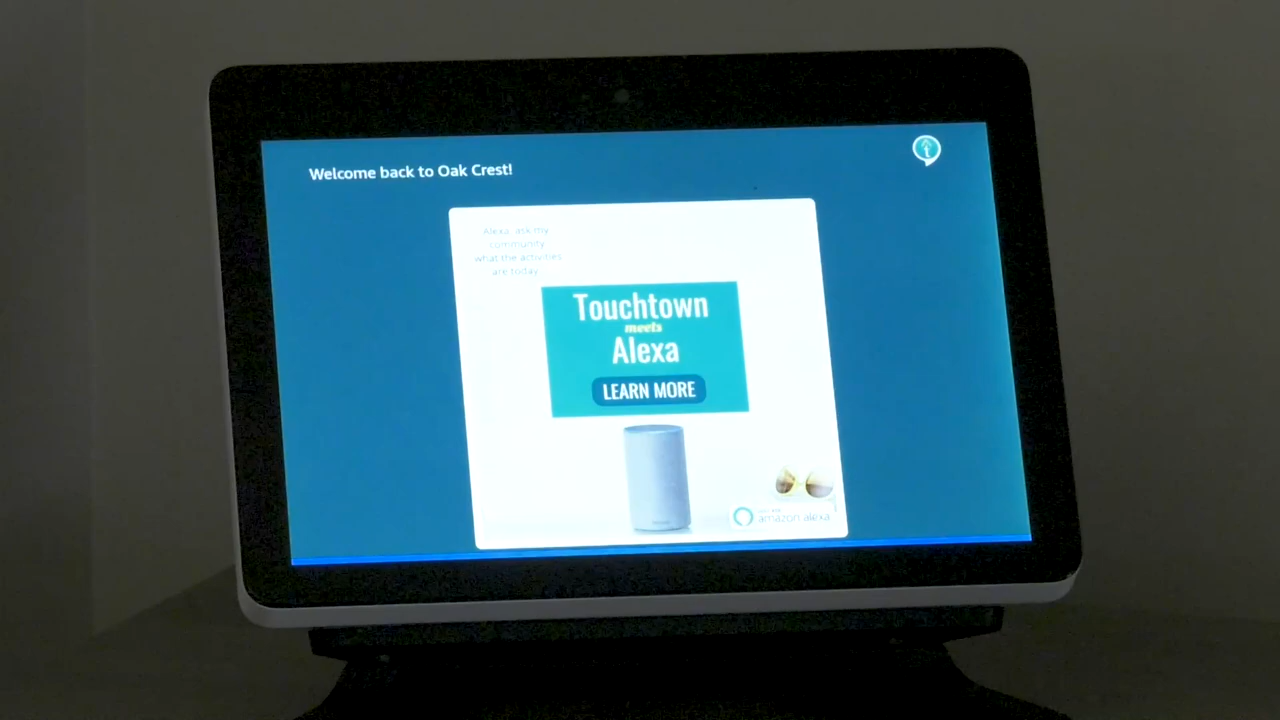 Welcome back to Oak Crest!
Alexa, ask my
community
what the activities
are today
Touchtown
meets
Alexa
LEARN MORE
amazon alexa